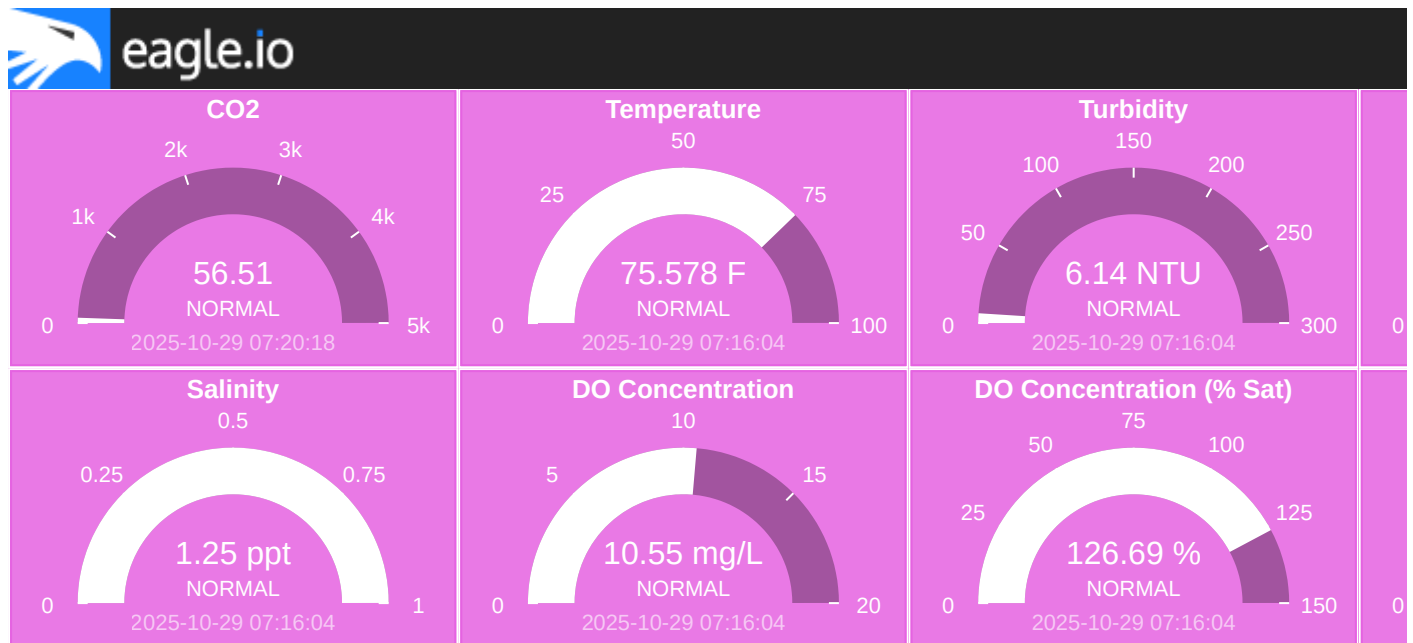 eagle.io
CO2
2k
3k
1k
4k
56.51
NORMAL
0
5k
2025-10-29 07:20:18
Temperature
50
25
75
75.578 F
NORMAL
0
100
2025-10-29 07:16:04
Turbidity
150
100
200
50
250
6.14 NTU
NORMAL
0
300
2025-10-29 07:16:04
0
Salinity
0.5
0.25
0.75
1.25 ppt
NORMAL
0
1
2025-10-29 07:16:04
DO Concentration
10
5
15
10.55 mg/L
NORMAL
0
20
2025-10-29 07:16:04
DO Concentration (% Sat)
75
50
100
25
125
126.69 %
NORMAL
0
150
2025-10-29 07:16:04
0